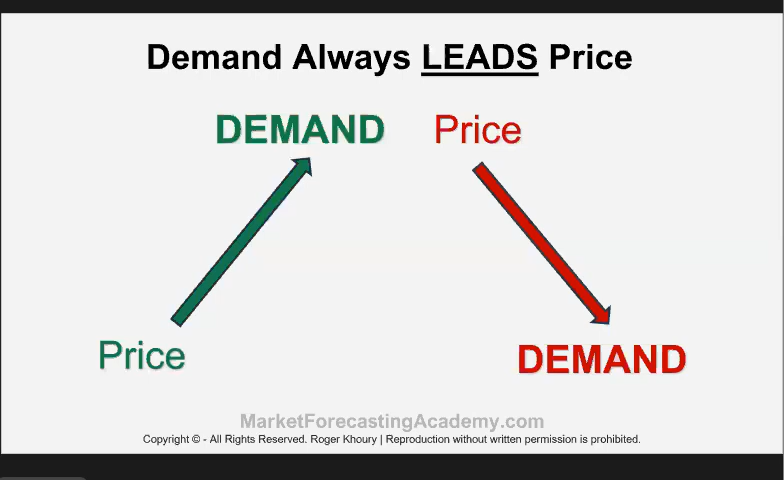 Demand Always LEADS Price
DEMAND Price
Price
DEMAND
MarketForecastingAcademy.com
Copyright © - All Rights Reserved. Roger Khoury | Reproduction without written permission is prohibited.